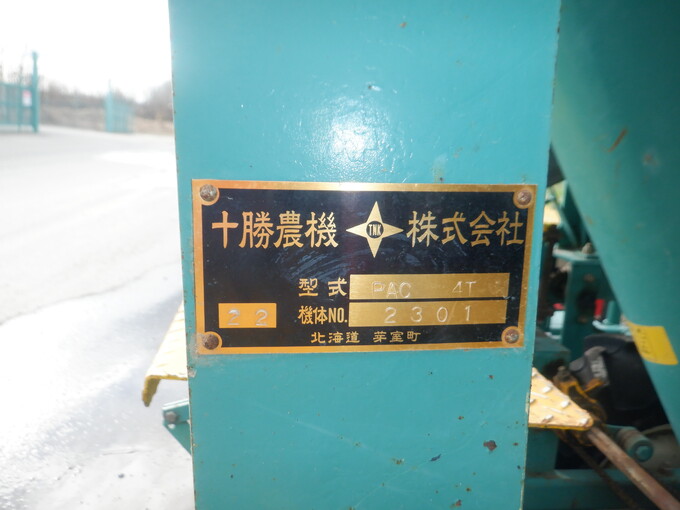 十勝農機 TNK 株式会社
型式 PAC 4T
22 機体NO. 2301
北海道 芽室町